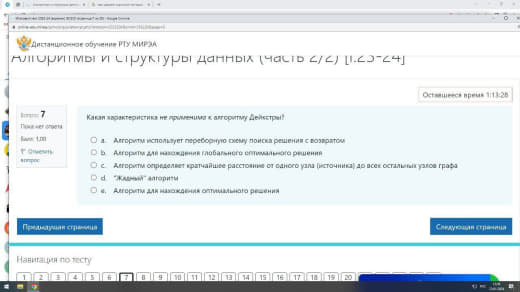 Дистанционное обучение РТУ МИРЭА
Алгоритмы и структуры данных (часть 2/2) [I.23-24]
Оставшееся время 1:13:28
Вопрос 7
Пока нет ответа
Балл: 1,00
Отметить вопрос
Какая характеристика не применима к алгоритму Дейкстры?
a. Алгоритм использует переборную схему поиска решения с возвратом
b. Алгоритм для нахождения глобального оптимального решения
c. Алгоритм определяет кратчайшее расстояние от одного узла (источника) до всех остальных узлов графа
d. "Жадный" алгоритм
e. Алгоритм для нахождения оптимального решения
Предыдущая страница
Следующая страница
Навигация по тесту
1 2 3 4 5 6 7 8 9 10 11 12 13 14 15 16 17 18 19 20